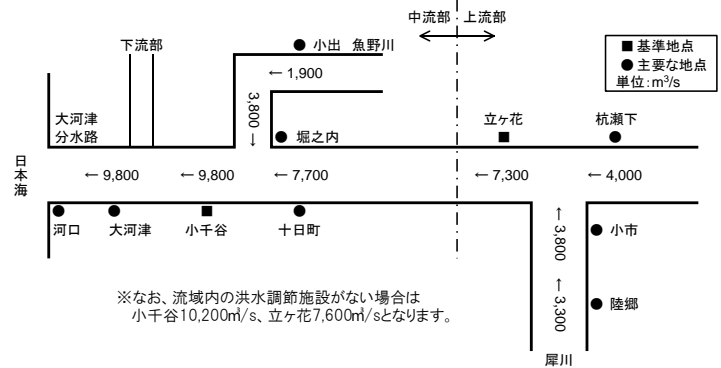 中流部 上流部
■ 基準地点
● 主要な地点
単位：m³/s
下流部
● 小出 魚野川
← 1,900
3,800 →
● 堀之内
大河津
分水路
立ヶ花
杭瀬下
日本海
← 9,800
← 9,800
← 7,700
← 7,300
← 4,000
河口
大河津
小千谷
十日町
← 3,800
● 小市
← 3,300
● 陸郷
※なお、流域内の洪水調節施設がない場合は
小千谷10,200㎥/s、立ヶ花7,600㎥/sとなります。
犀川